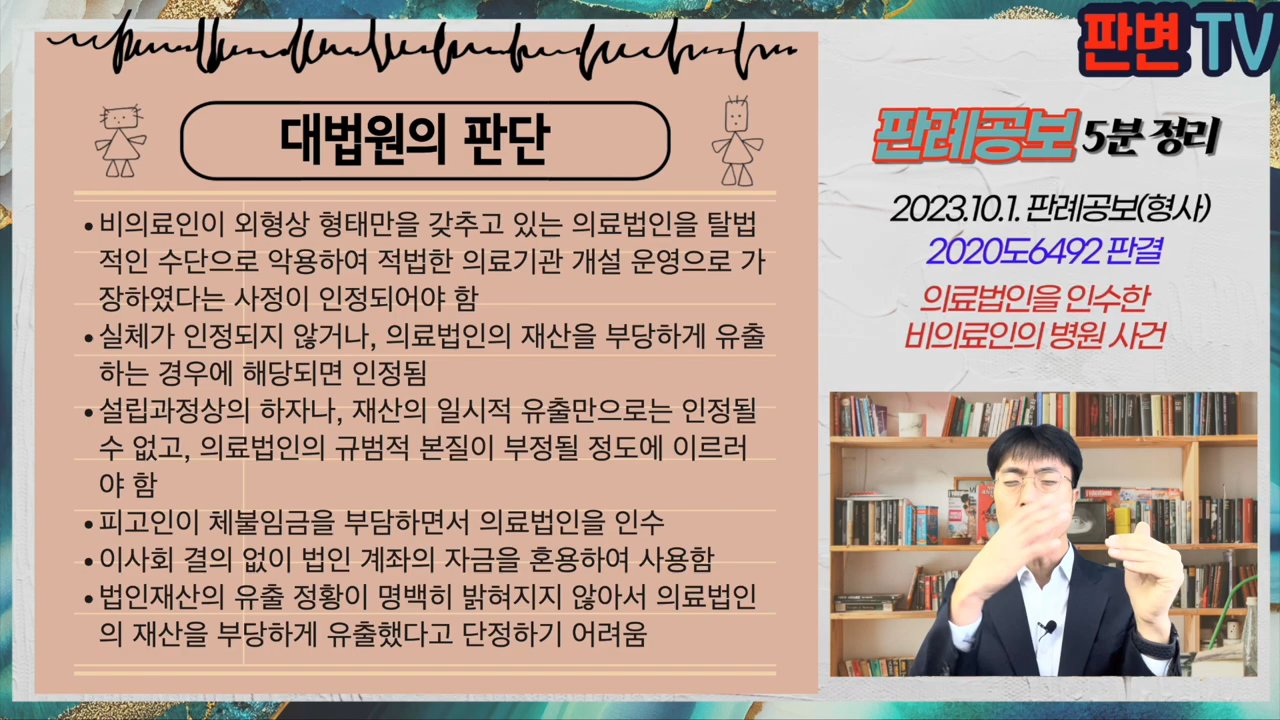 판변 TV
대법원의 판단
• 비의료인이 외형상 형태만을 갖추고 있는 의료법인을 탈법
적인 수단으로 악용하여 적법한 의료기관 개설 운영으로 가
장하였다는 사정이 인정되어야 함
• 실체가 인정되지 않거나, 의료법인의 재산을 부당하게 유출
하는 경우에 해당되면 인정됨
• 설립과정상의 하자나, 재산의 일시적 유출만으로는 인정될
수 없고, 의료법인의 규범적 본질이 부정될 정도에 이르러
야 함
• 피고인이 체불임금을 부담하면서 의료법인을 인수
• 이사회 결의 없이 법인 계좌의 자금을 혼용하여 사용함
• 법인재산의 유출 정황이 명백히 밝혀지지 않아서 의료법인
의 재산을 부당하게 유출했다고 단정하기 어려움
판례공보 5분 정리
2023.10.1. 판례공보(형사)
2020도6492 판결
의료법인을 인수한
비의료인의 병원 사건